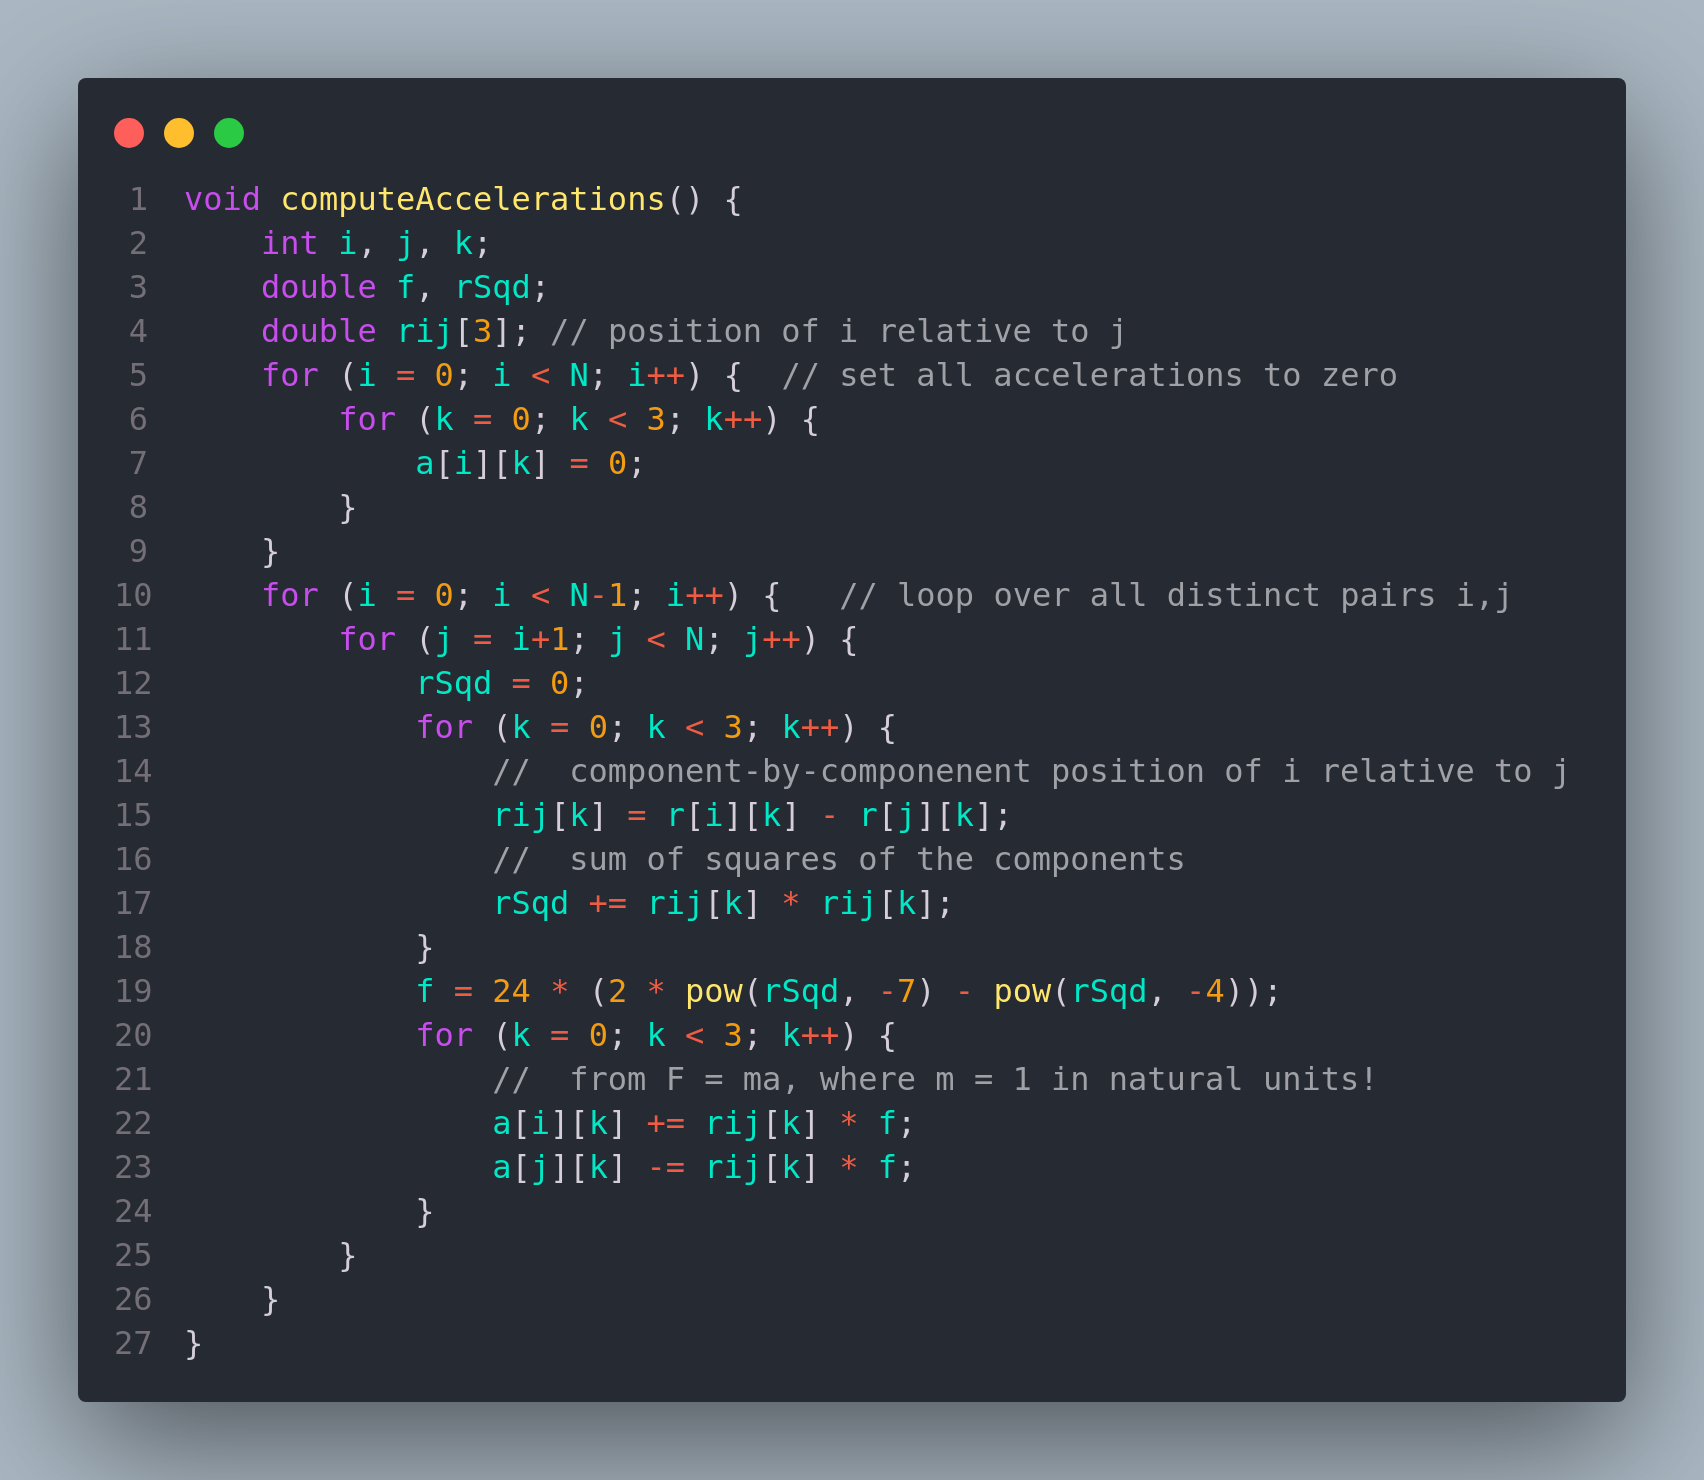 1 void computeAccelerations() {
2     int i, j, k;
3     double f, rSqd;
4     double rij[3]; // position of i relative to j
5     for (i = 0; i < N; i++) {  // set all accelerations to zero
6         for (k = 0; k < 3; k++) {
7             a[i][k] = 0;
8         }
9     }
10     for (i = 0; i < N-1; i++) {   // loop over all distinct pairs i,j
11         for (j = i+1; j < N; j++) {
12             rSqd = 0;
13             for (k = 0; k < 3; k++) {
14                 //  component-by-componenent position of i relative to j
15                 rij[k] = r[i][k] - r[j][k];
16                 //  sum of squares of the components
17                 rSqd += rij[k] * rij[k];
18             }
19             f = 24 * (2 * pow(rSqd, -7) - pow(rSqd, -4));
20             for (k = 0; k < 3; k++) {
21                 //  from F = ma, where m = 1 in natural units!
22                 a[i][k] += rij[k] * f;
23                 a[j][k] -= rij[k] * f;
24             }
25         }
26     }
27 }